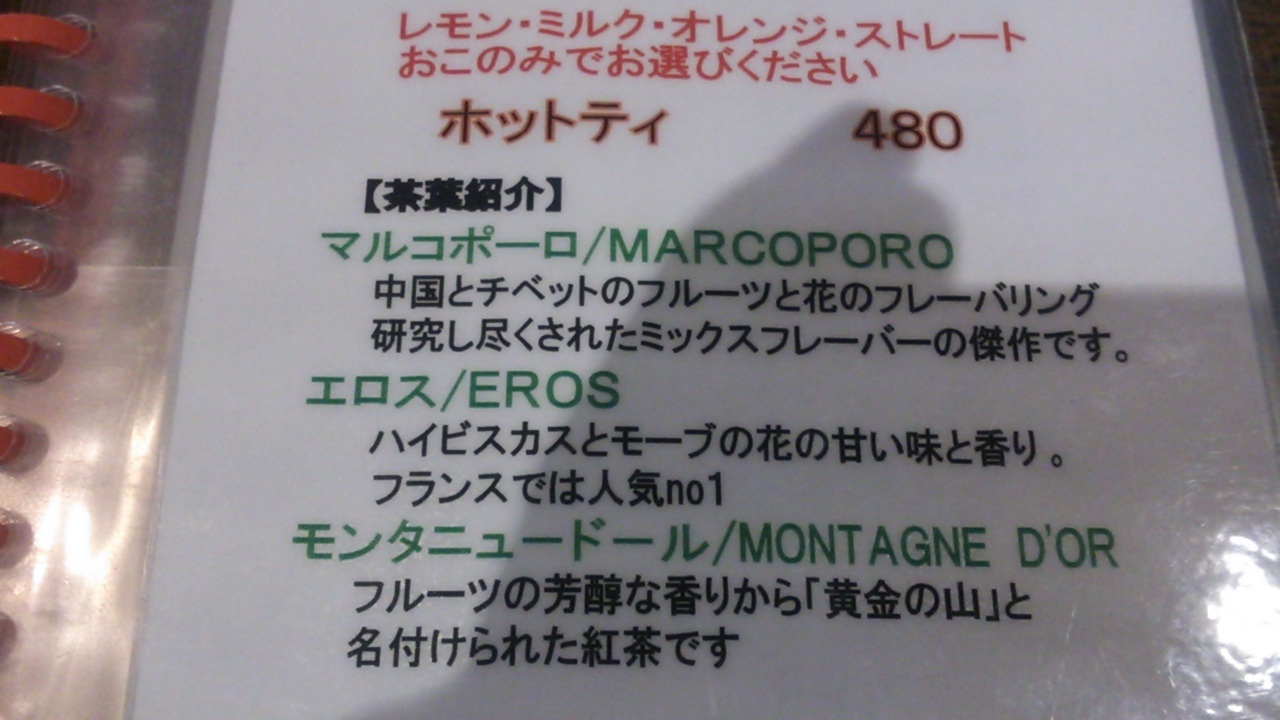 レモン・ミルク・オレンジ・ストレート
おこのみでお選びください
ホットティ 480
【茶葉紹介】
マルコポーロ/MARCOPORO
中国とチベットのフルーツと花のフレーバリング
研究し尽くされたミックスフレーバーの傑作です。
エロス/EROS
ハイビスカスとモーブの花の甘い味と香り。
フランスでは人気no1
モンタニュードール/MONTAGNE D'OR
フルーツの芳醇な香りから「黄金の山」と
名付けられた紅茶です